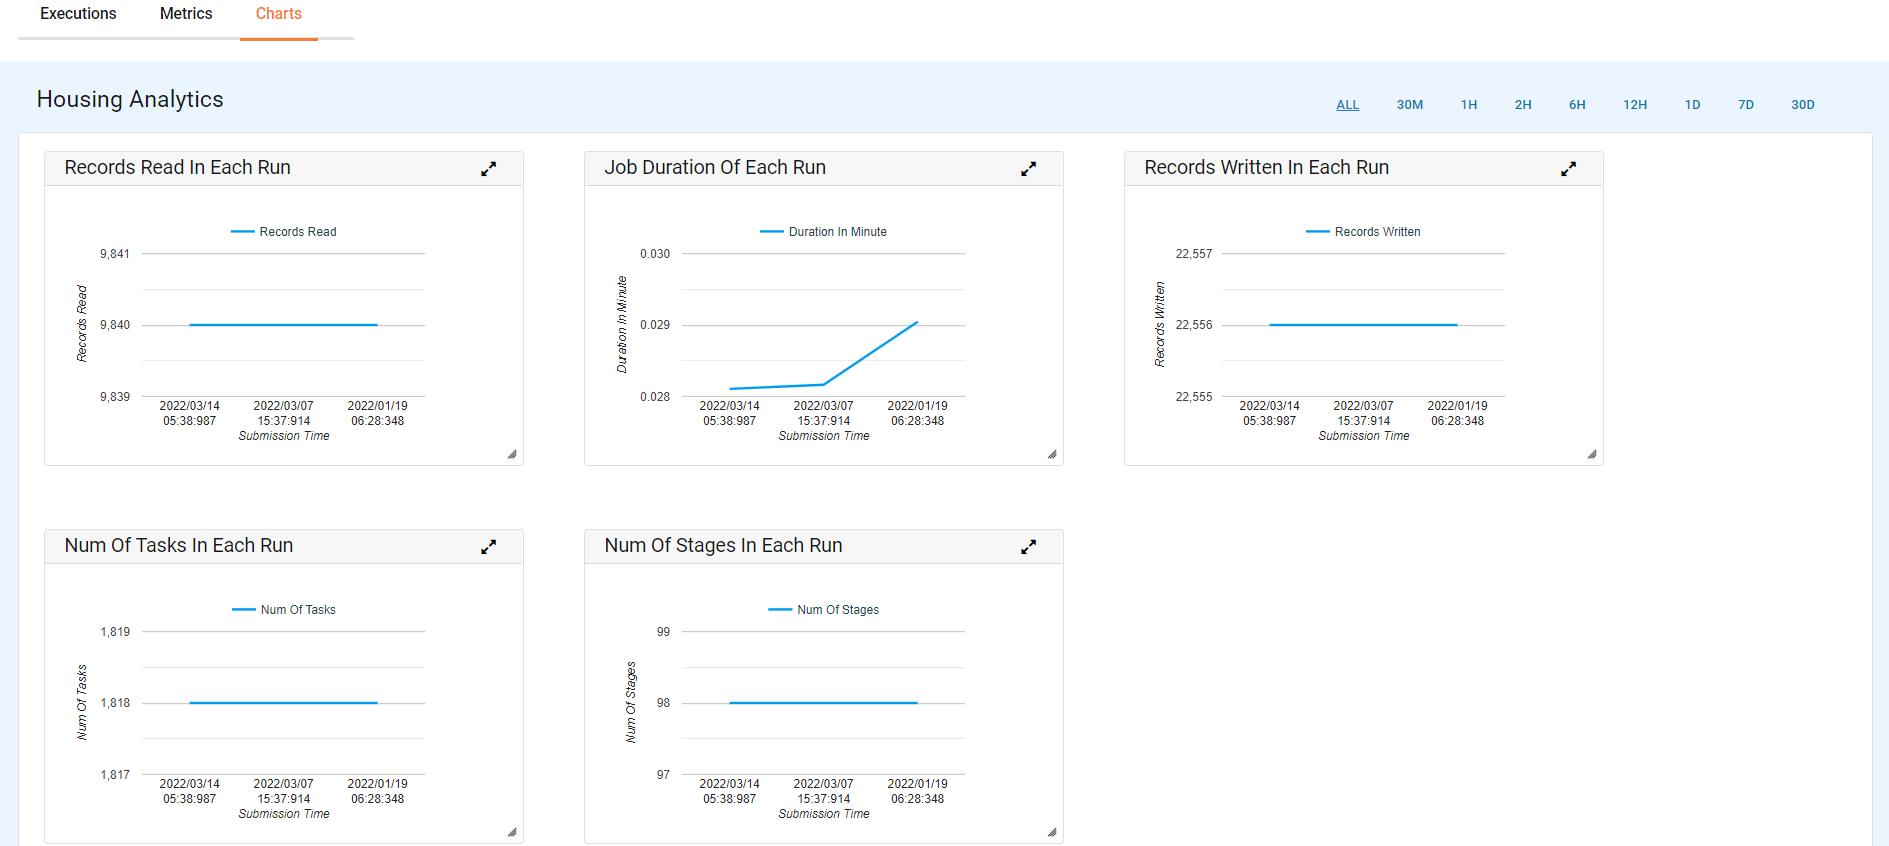 Executions Metrics Charts
Housing Analytics
ALL 30M 1H 2H 6H 12H 1D 7D 30D
Records Read In Each Run
Records Read
9,841
9,840
9,839
Records Read
2022/03/14 2022/03/07 2022/01/19
05:38:987 15:37:914 06:28:348
Submission Time
Job Duration Of Each Run
Duration In Minute
0.030
0.029
0.028
Duration In Minute
2022/03/14 2022/03/07 2022/01/19
05:38:987 15:37:914 06:28:348
Submission Time
Records Written In Each Run
Records Written
22,557
22,556
22,555
Records Written
2022/03/14 2022/03/07 2022/01/19
05:38:987 15:37:914 06:28:348
Submission Time
Num Of Tasks In Each Run
Num Of Tasks
1,819
1,818
1,817
Num Of Tasks
2022/03/14 2022/03/07 2022/01/19
05:38:987 15:37:914 06:28:348
Submission Time
Num Of Stages In Each Run
Num Of Stages
99
98
97
Num Of Stages
2022/03/14 2022/03/07 2022/01/19
05:38:987 15:37:914 06:28:348
Submission Time